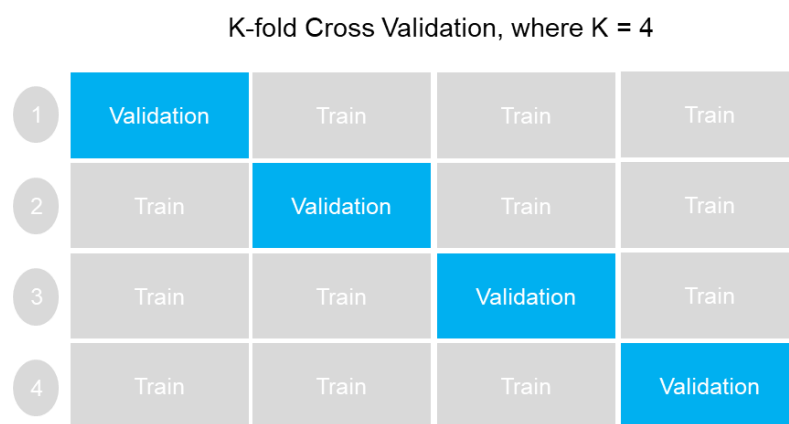 K-fold Cross Validation, where K = 4
1 Validation Train Train Train
2 Train Validation Train Train
3 Train Train Validation Train
4 Train Train Train Validation